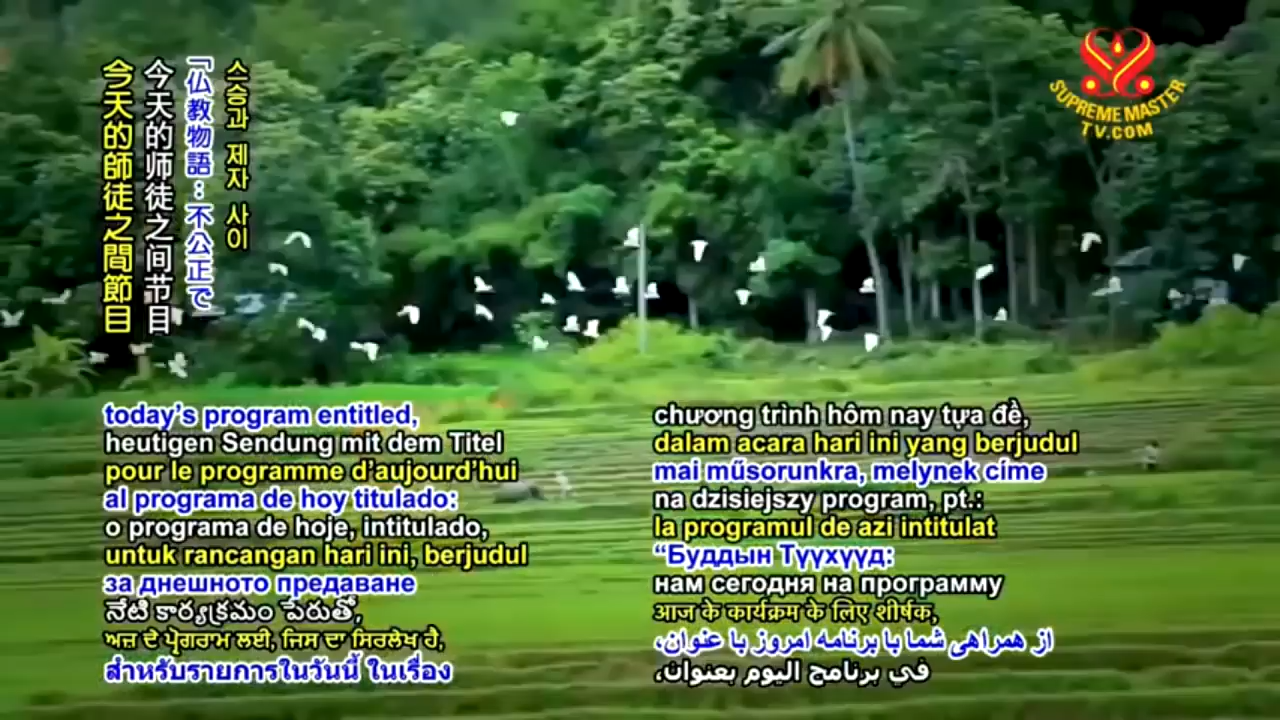 스승과 제자 사이
「仏教物語：不公正で
今天的师徒之间节目
今天的師徒之間節目
SUPREME MASTER
TV.COM
today's program entitled,
heutigen Sendung mit dem Titel
pour le programme d'aujourd'hui
al programa de hoy titulado:
o programa de hoje, intitulado,
untuk rancangan hari ini, berjudul
за днешното предаване
నేటి కార్యక్రమం పేరుతో,
ਅਜ਼ ਦੇ ਪ੍ਰੋਗਰਾਮ ਲਈ, ਜਿਸ ਦਾ ਸਿਰਲੇਖ ਹੈ,
สำหรับรายการในวันนี้ ในเรื่อง
chương trình hôm nay tựa đề,
dalam acara hari ini yang berjudul
mai műsorunkra, melynek címe
na dzisiejszy program, pt.:
la programul de azi intitulat
“Буддын Түүхүүд:
нам сегодня на программу
आज के कार्यक्रम के लिए शीर्षक,
از همراهی شما با برنامه امروز با عنوان،
في برنامج اليوم بعنوان،